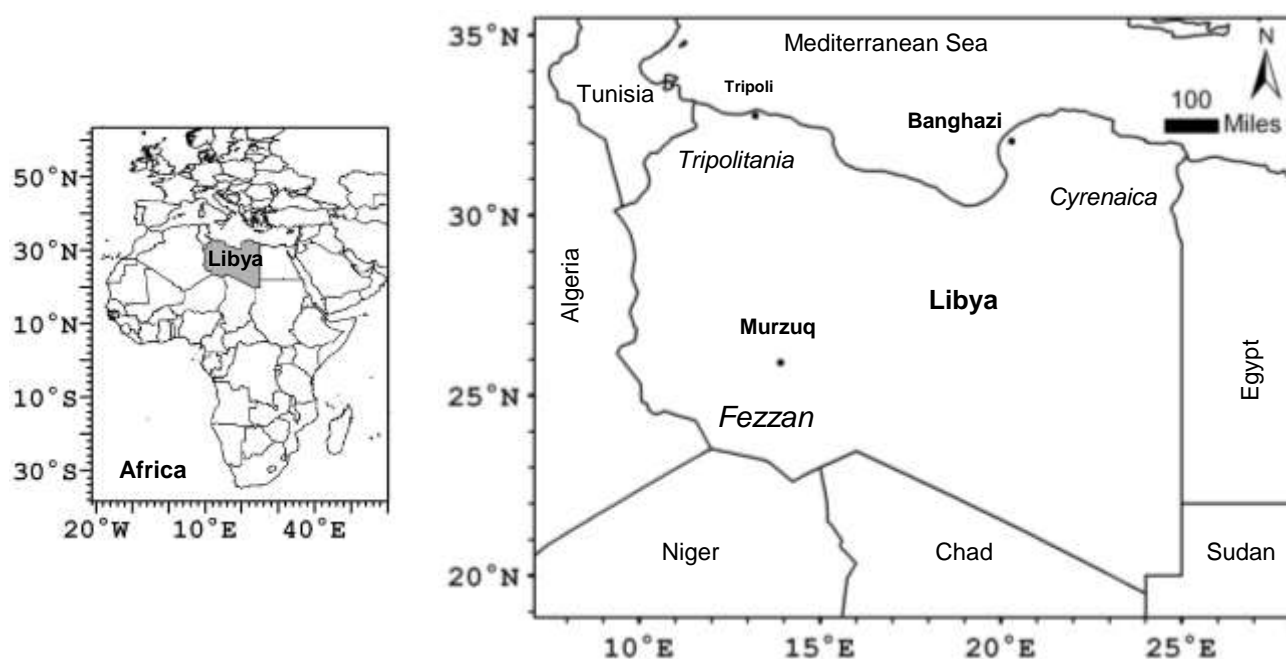 50°N
30°N
10°N
10°S
30°S
Libya
Africa
20°W 10°E 40°E
35°N
30°N
25°N
20°N
Mediterranean Sea
N
Tunisia
Tripoli
100
Miles
Banghazi
Tripolitania
Cyrenaica
Algeria
Libya
Murzuq
Egypt
Fezzan
Niger
Chad
Sudan
10°E 15°E 20°E 25°E